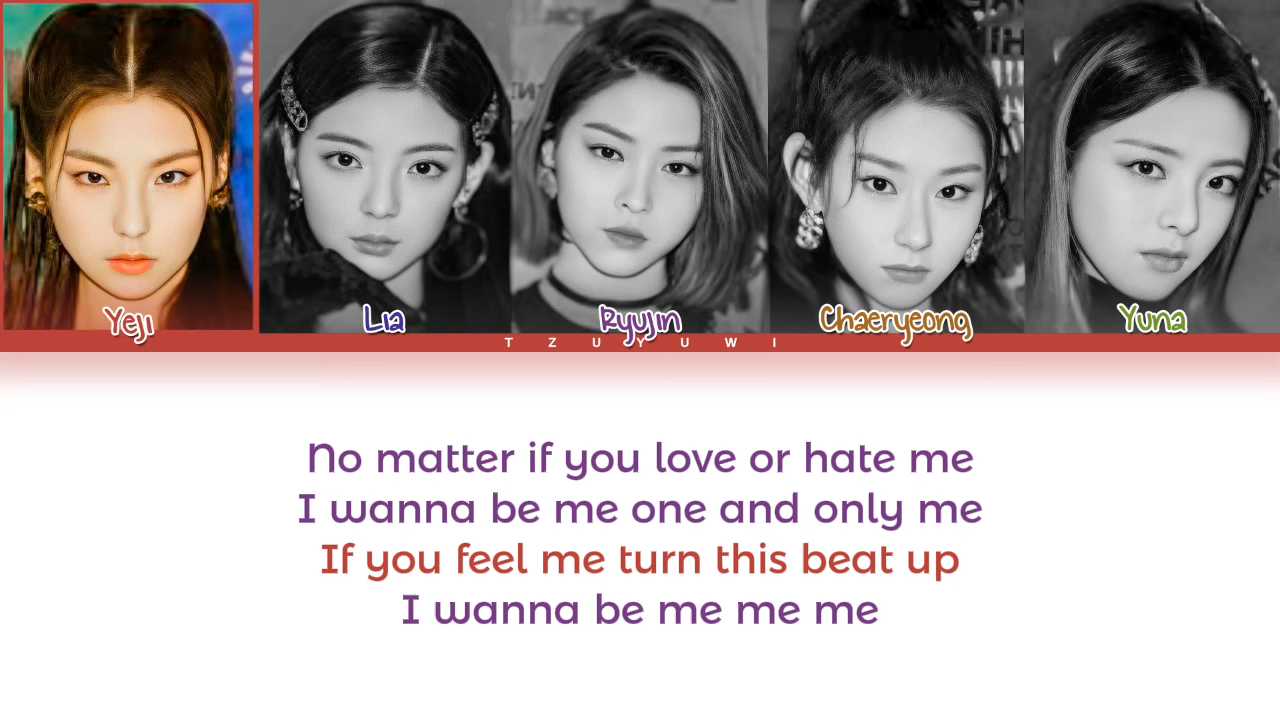 Yeji Lia Ryujin Chaeryeong Yuna
TZUYUWI
No matter if you love or hate me
I wanna be me one and only me
If you feel me turn this beat up
I wanna be me me me